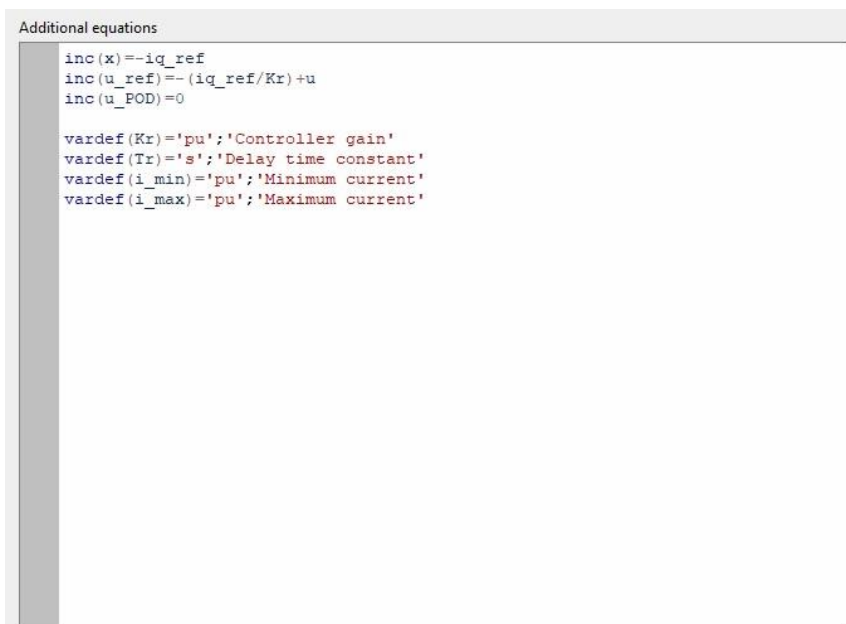 Additional equations
inc(x)=-iq_ref
inc(u_ref)=-(iq_ref/Kr)+u
inc(u_POD)=0
vardef(Kr)='pu';'Controller gain'
vardef(Tr)='s';'Delay time constant'
vardef(i_min)='pu';'Minimum current'
vardef(i_max)='pu';'Maximum current'